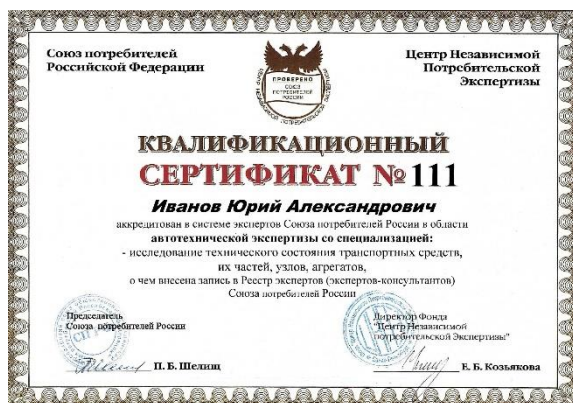 Союз потребителей
Российской Федерации
Центр Независимой
Потребительской
Экспертизы
ПРОВЕРЕНО
СОЮЗ
ПОТРЕБИТЕЛЕЙ
РОССИИ
КВАЛИФИКАЦИОННЫЙ
СЕРТИФИКАТ № 111
Иванов Юрий Александрович
аккредитован в системе экспертов Союза потребителей России в области
автотехнической экспертизы со специализацией:
- исследование технического состояния транспортных средств,
их частей, узлов, агрегатов,
о чем внесена запись в Реестр экспертов (экспертов-консультантов)
Союза потребителей России
Председатель
Союза потребителей России
П. Б. Шелищ
Директор Фонда
"Центр Независимой
потребительской Экспертизы"
Е. Б. Козьякова